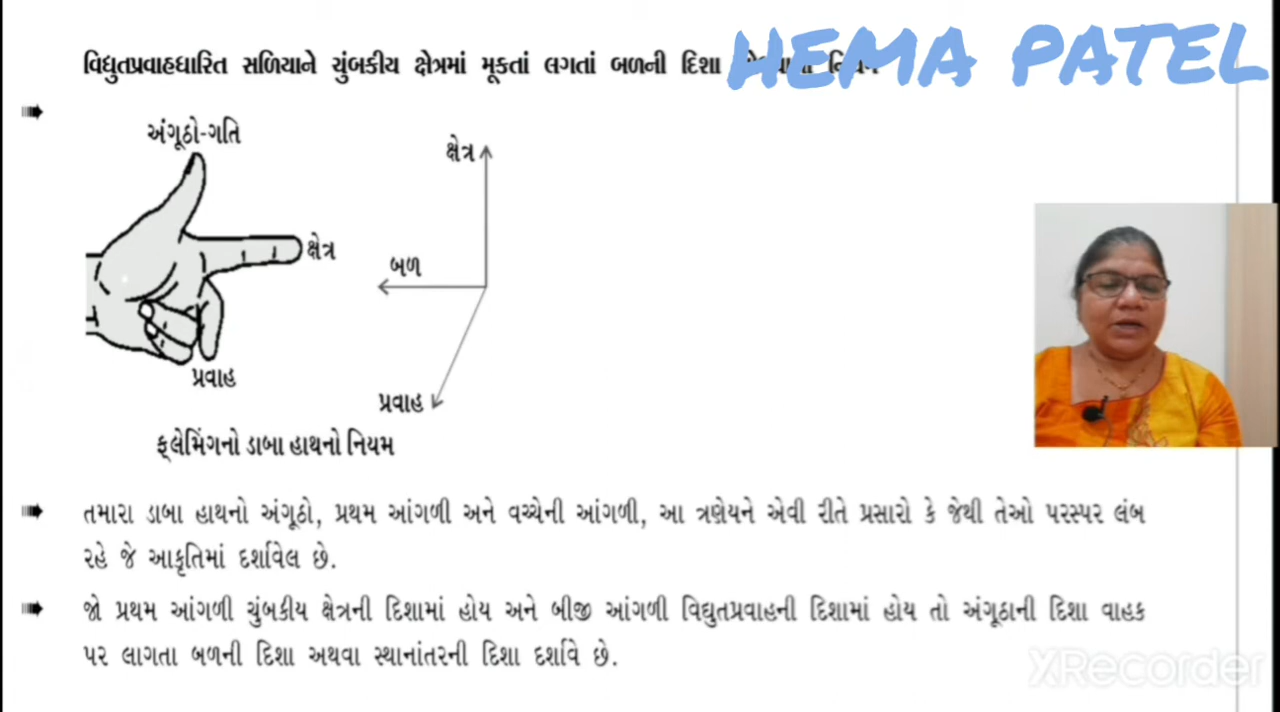 HEMA PATEL
વિદ્યુતપ્રવાહધારિત સળિયાને ચુંબકીય ક્ષેત્રમાં મૂકતાં લગતાં બળની દિશા
અંગૂઠો-ગતિ
ક્ષેત્ર
ક્ષેત્ર
બળ
પ્રવાહ
પ્રવાહ
ફ્લેમિંગનો ડાબા હાથનો નિયમ
તમારા ડાબા હાથનો અંગૂઠો, પ્રથમ આંગળી અને વચ્ચેની આંગળી, આ ત્રણેયને એવી રીતે પ્રસારો કે જેથી તેઓ પરસ્પર લંબ
રહે જે આકૃતિમાં દર્શાવેલ છે.
જો પ્રથમ આંગળી ચુંબકીય ક્ષેત્રની દિશામાં હોય અને બીજી આંગળી વિદ્યુતપ્રવાહની દિશામાં હોય તો અંગૂઠાની દિશા વાહક
પર લાગતા બળની દિશા અથવા સ્થાનાંતરની દિશા દર્શાવે છે.
XRecorder